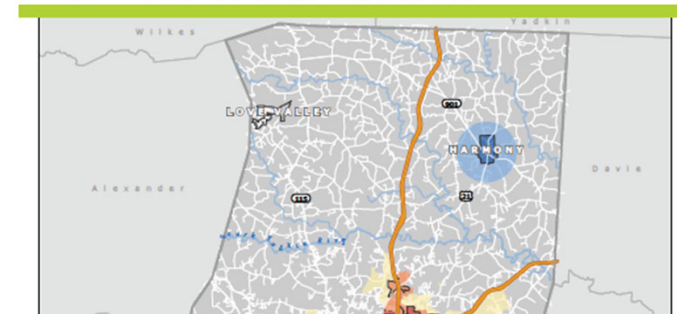 Wilkes
Yadkin
901
LOVE VALLEY
HARMONY
Davie
Alexander
115
21